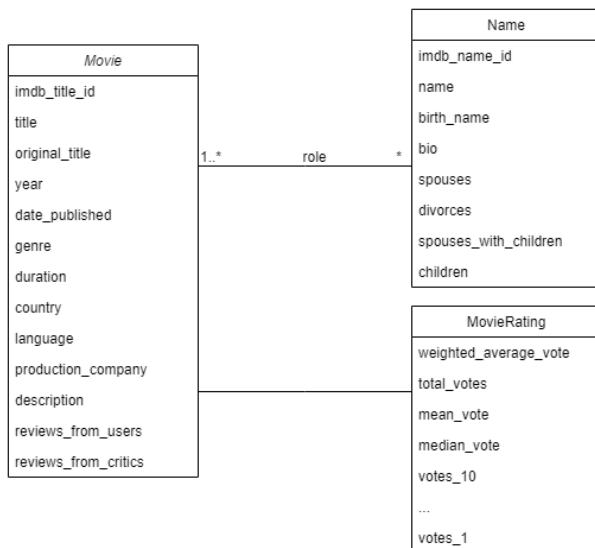 Movie
imdb_title_id
title
original_title
year
date_published
genre
duration
country
language
production_company
description
reviews_from_users
reviews_from_critics
1..* role *
Name
imdb_name_id
name
birth_name
bio
spouses
divorces
spouses_with_children
children
MovieRating
weighted_average_vote
total_votes
mean_vote
median_vote
votes_10
...
votes_1